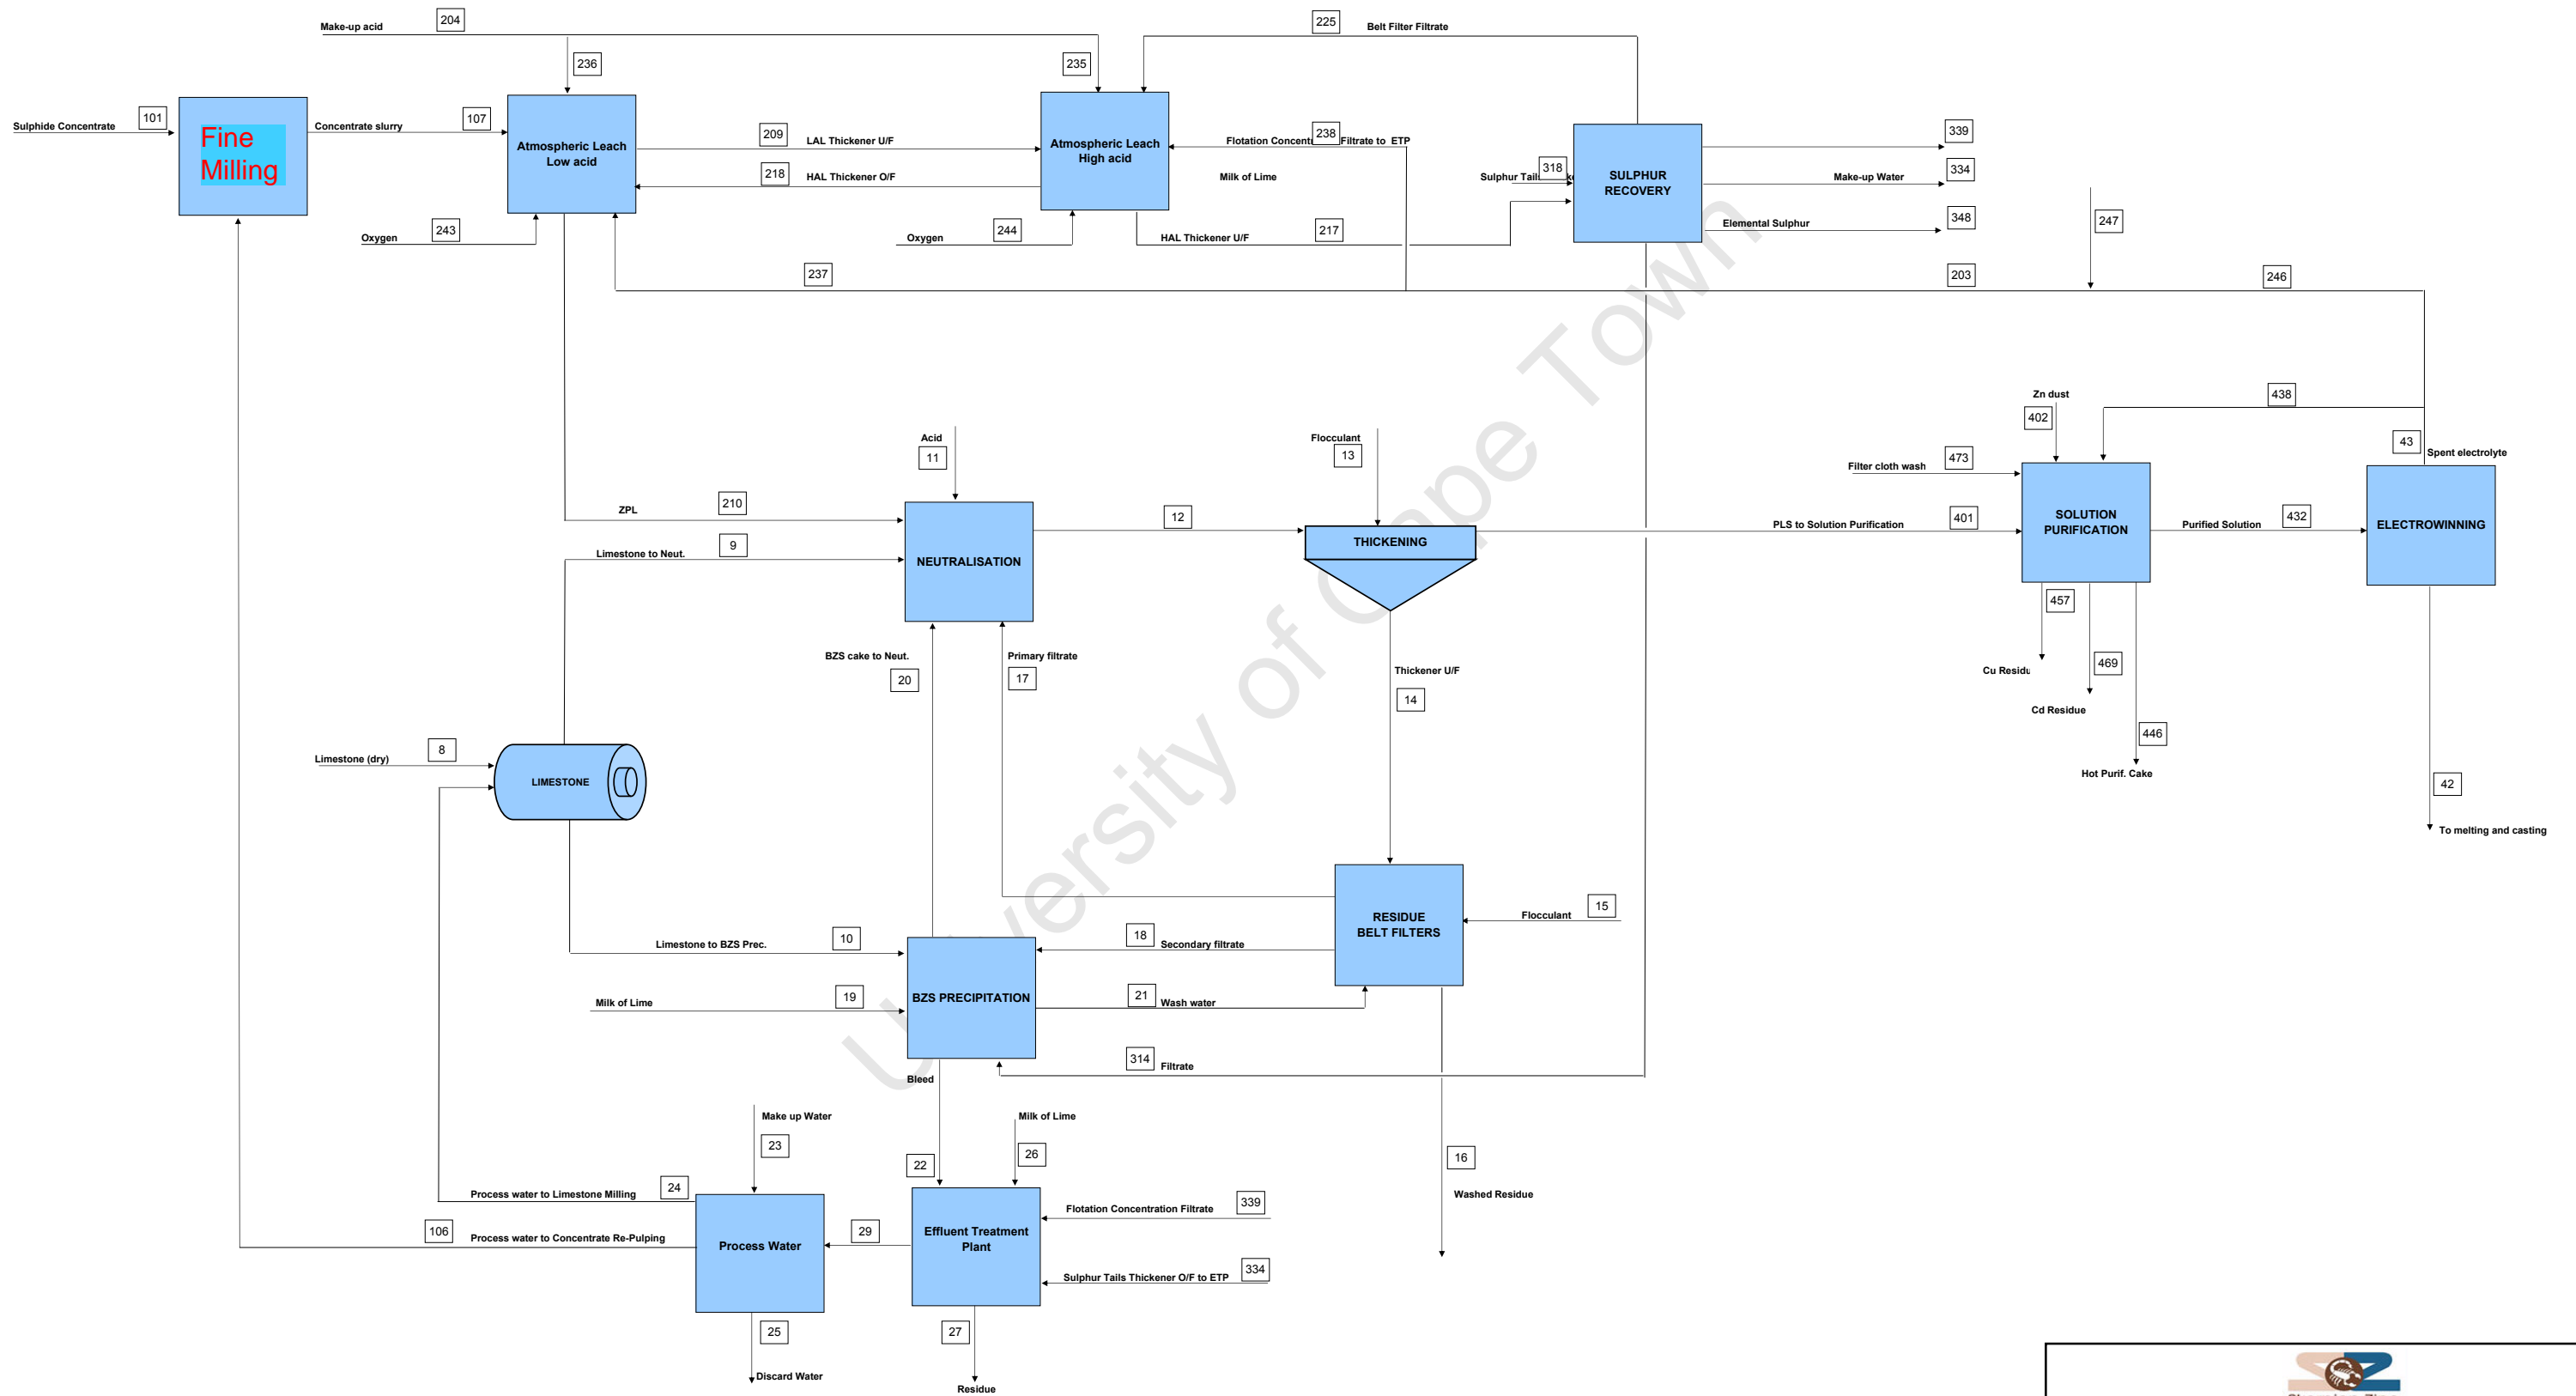 204
225
Make-up acid
Belt Filter Filtrate
236
235
101
Sulphide Concentrate
Fine
Milling
Concentrate slurry
107
Atmospheric Leach
Low acid
209
LAL Thickener U/F
218
HAL Thickener O/F
Atmospheric Leach
High acid
238
Flotation Concent
Filtrate to ETP
Milk of Lime
318
Sulphur Tail
SULPHUR
RECOVERY
339
334
Make-up Water
348
Elemental Sulphur
247
Oxygen
243
Oxygen
244
HAL Thickener U/F
217
237
203
246
University of Cape Town
Zn dust
402
438
43
Spent electrolyte
Acid
11
Flocculant
13
Filter cloth wash
473
ZPL
210
12
THICKENING
PLS to Solution Purification
401
SOLUTION
PURIFICATION
Purified Solution
432
ELECTROWINNING
Limestone to Neut.
9
NEUTRALISATION
457
469
446
Cu Residu
Cd Residue
Hot Purif. Cake
BZS cake to Neut.
20
Primary filtrate
17
Thickener U/F
14
Limestone (dry)
8
LIMESTONE
42
To melting and casting
RESIDUE
BELT FILTERS
Flocculant
15
Limestone to BZS Prec.
10
18
Secondary filtrate
Milk of Lime
19
BZS PRECIPITATION
21
Wash water
314
Filtrate
Bleed
Make up Water
23
Milk of Lime
26
22
16
Washed Residue
Process water to Limestone Milling
24
106
Process water to Concentrate Re-Pulping
Process Water
29
Effluent Treatment
Plant
Flotation Concentration Filtrate
339
Sulphur Tails Thickener O/F to ETP
334
25
Discard Water
27
Residue